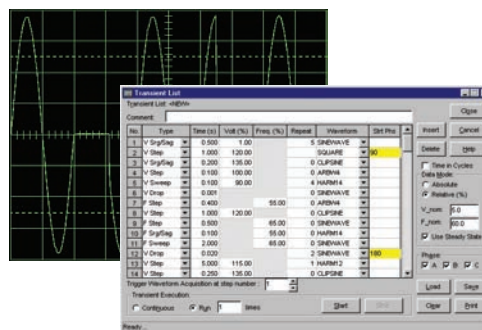 Transient List
Transient List: <NEW>
Comment:
Close
Insert Cancel
Delete Help
No. Type Time (s) Volt (%) Freq. (%) Repeat Waveform Strt Phs
1 V Srg/Sag 0.500 1.00 5 SINEWAVE
2 V Step 1.000 120.00 SQUARE 90
3 V Srg/Sag 0.200 135.00 0 CLIPSINE
4 V Step 0.100 100.00 0 ARBW4
5 V Sweep 0.100 90.00 4 HARM14
6 V Drop 0.001 0 SINEWAVE
7 F Step 0.400 55.00 0 ARBW4
8 V Step 1.000 120.00 0 CLIPSINE
9 F Step 0.500 65.00 0 SINEWAVE
10 F Srg/Sag 0.100 55.00 0 HARM14
11 F Sweep 2.000 65.00 0 SINEWAVE
12 V Drop 0.020 2 SINEWAVE 180
13 V Step 5.000 115.00 1 HARM12
14 V Step 0.250 135.00 0 CLIPSINE
Time in Cycles
Data Mode:
Absolute
Relative (%)
V_nom: 5.0
F_nom: 60.0
Use Steady State
Phase
A B C
Load Save
Clear Print
Trigger Waveform Acquisition at step number : 1
Transient Execution:
Continuous Run 1 times
Start
Ready...